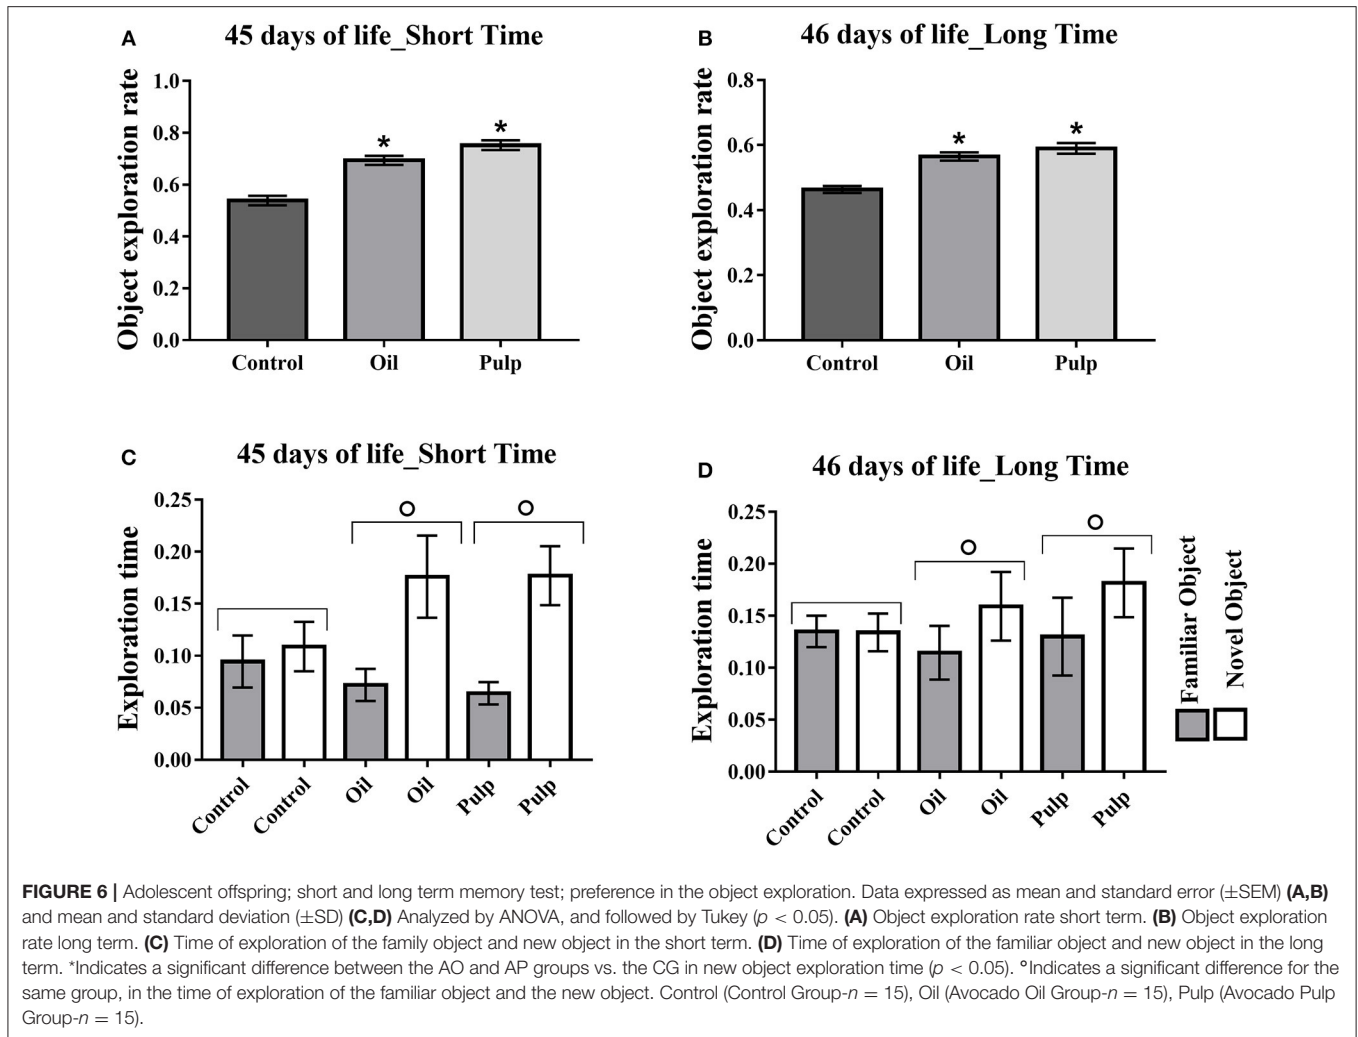 A
45 days of life_Short Time
Object exploration rate
1.0
0.8
0.6
0.4
0.2
0.0
*
*
Control
Oil
Pulp
B
46 days of life_Long Time
Object exploration rate
0.8
0.6
0.4
0.2
0.0
*
*
Control
Oil
Pulp
C
45 days of life_Short Time
Exploration time
0.25
0.20
0.15
0.10
0.05
0.00
Control
Control
Oil
Oil
Pulp
Pulp
D
46 days of life_Long Time
Exploration time
0.25
0.20
0.15
0.10
0.05
0.00
Control
Control
Oil
Oil
Pulp
Pulp
Familiar Object
Novel Object
FIGURE 6 | Adolescent offspring; short and long term memory test; preference in the object exploration. Data expressed as mean and standard error (±SEM) (A,B)
and mean and standard deviation (±SD) (C,D) Analyzed by ANOVA, and followed by Tukey (p < 0.05). (A) Object exploration rate short term. (B) Object exploration
rate long term. (C) Time of exploration of the family object and new object in the short term. (D) Time of exploration of the familiar object and new object in the long
term. *Indicates a significant difference between the AO and AP groups vs. the CG in new object exploration time (p < 0.05). °Indicates a significant difference for the
same group, in the time of exploration of the familiar object and the new object. Control (Control Group-n = 15), Oil (Avocado Oil Group-n = 15), Pulp (Avocado Pulp
Group-n = 15).